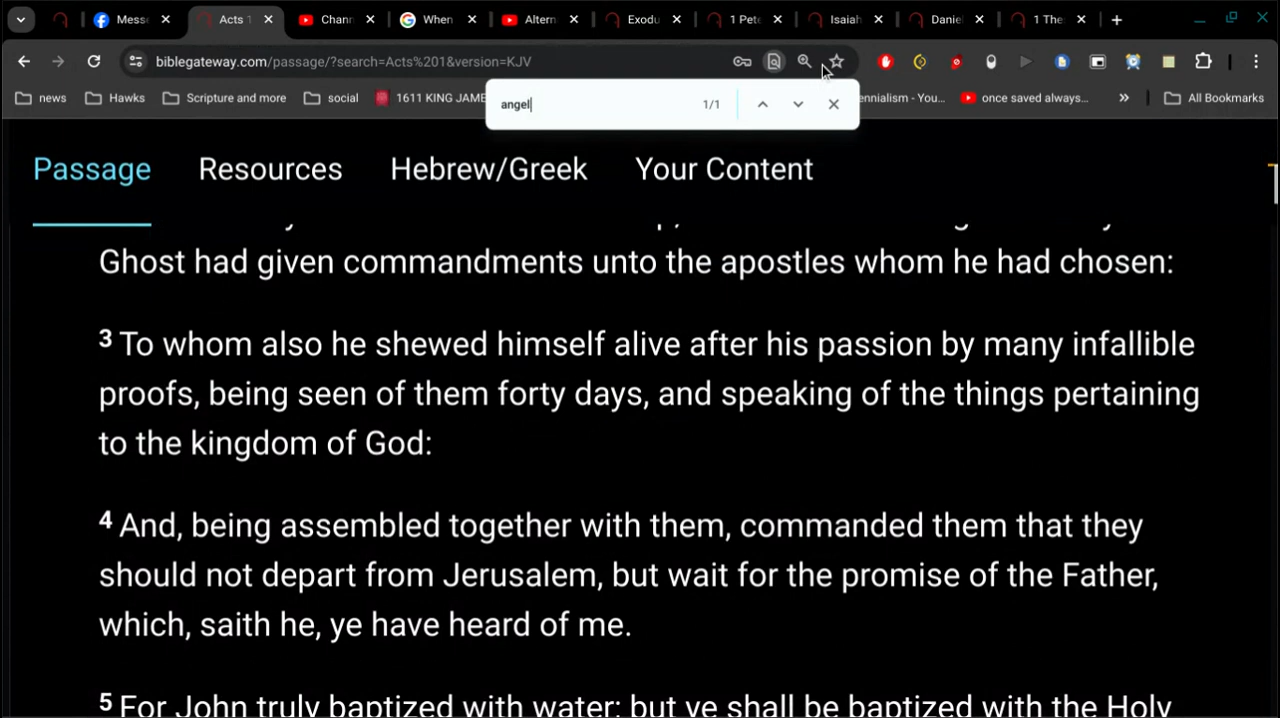 Mess
Acts 1
Chann
When
Altern
Exodu
1 Pete
Isaiah
Daniel
1 The
biblegateway.com/passage/?search=Acts%201&version=KJV
news
Hawks
Scripture and more
social
1611 KING JAME
ennialism - You...
once saved always...
All Bookmarks
angel
1/1
Passage
Resources
Hebrew/Greek
Your Content
Ghost had given commandments unto the apostles whom he had chosen:
3 To whom also he shewed himself alive after his passion by many infallible
proofs, being seen of them forty days, and speaking of the things pertaining
to the kingdom of God:
4 And, being assembled together with them, commanded them that they
should not depart from Jerusalem, but wait for the promise of the Father,
which, saith he, ye have heard of me.
5 For John truly baptized with water; but ye shall be baptized with the Holy